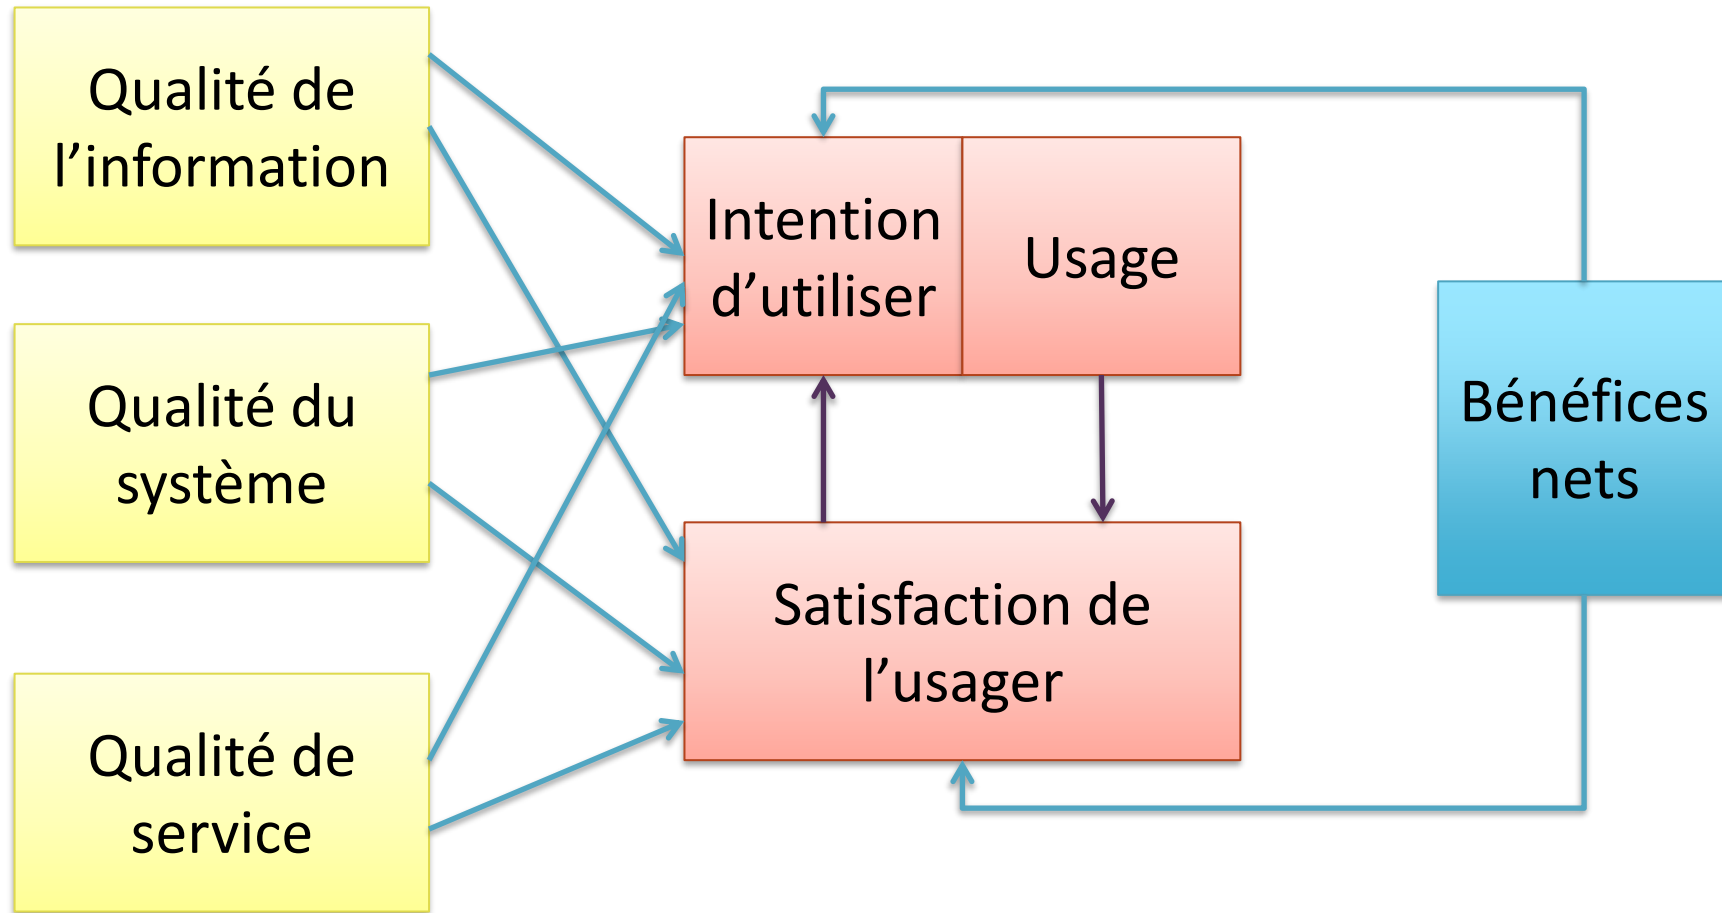 Qualité de
l’information
Intention
d’utiliser
Usage
Qualité du
système
Bénéfices
nets
Satisfaction de
l’usager
Qualité de
service